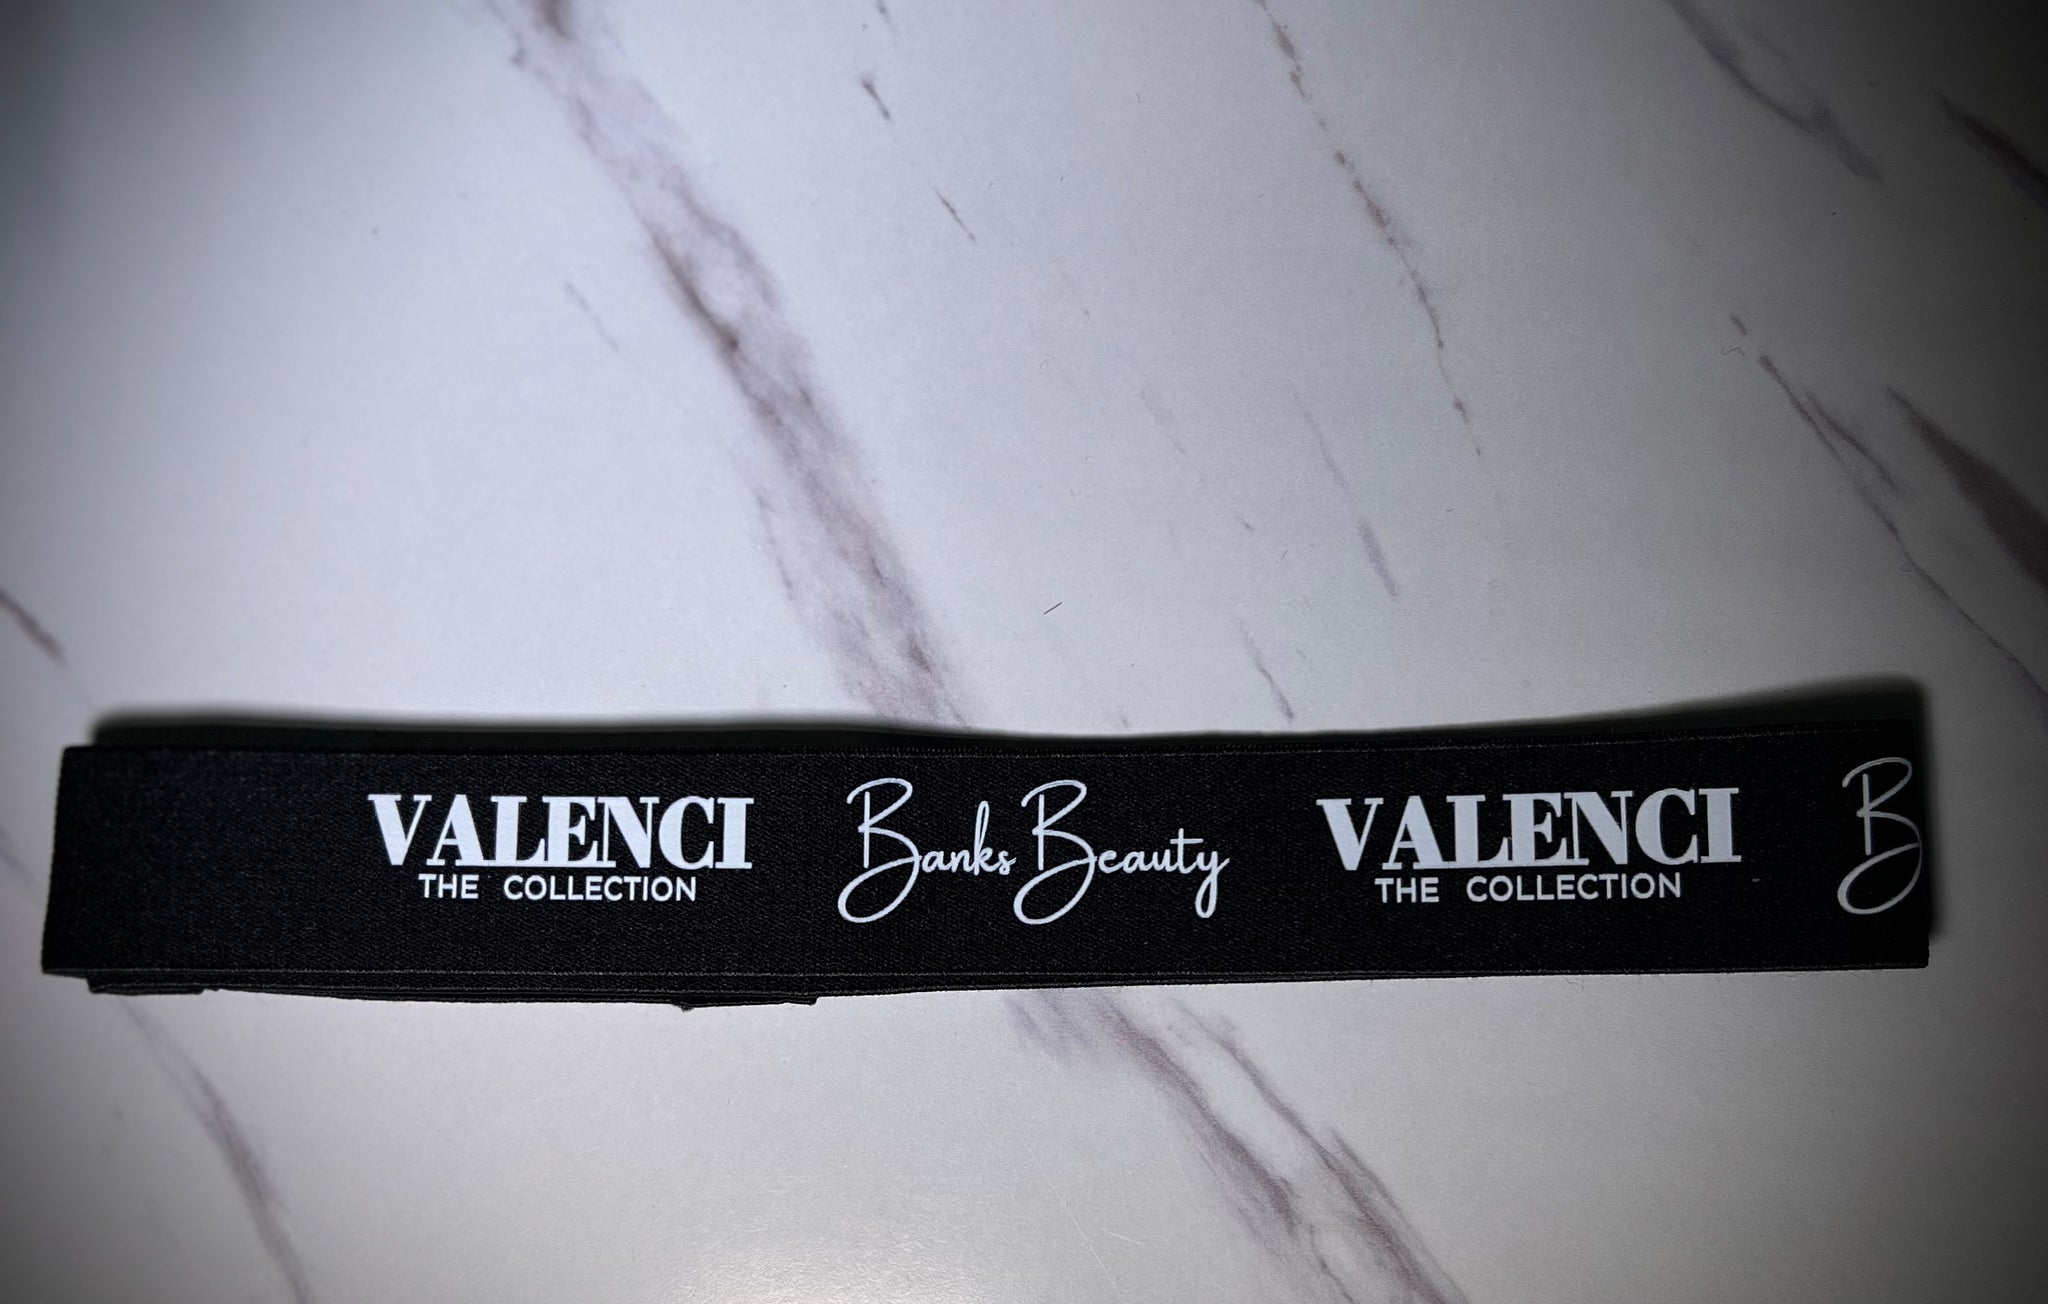 VALENCI
THE COLLECTION
Banks Beauty
VALENCI
THE COLLECTION
B